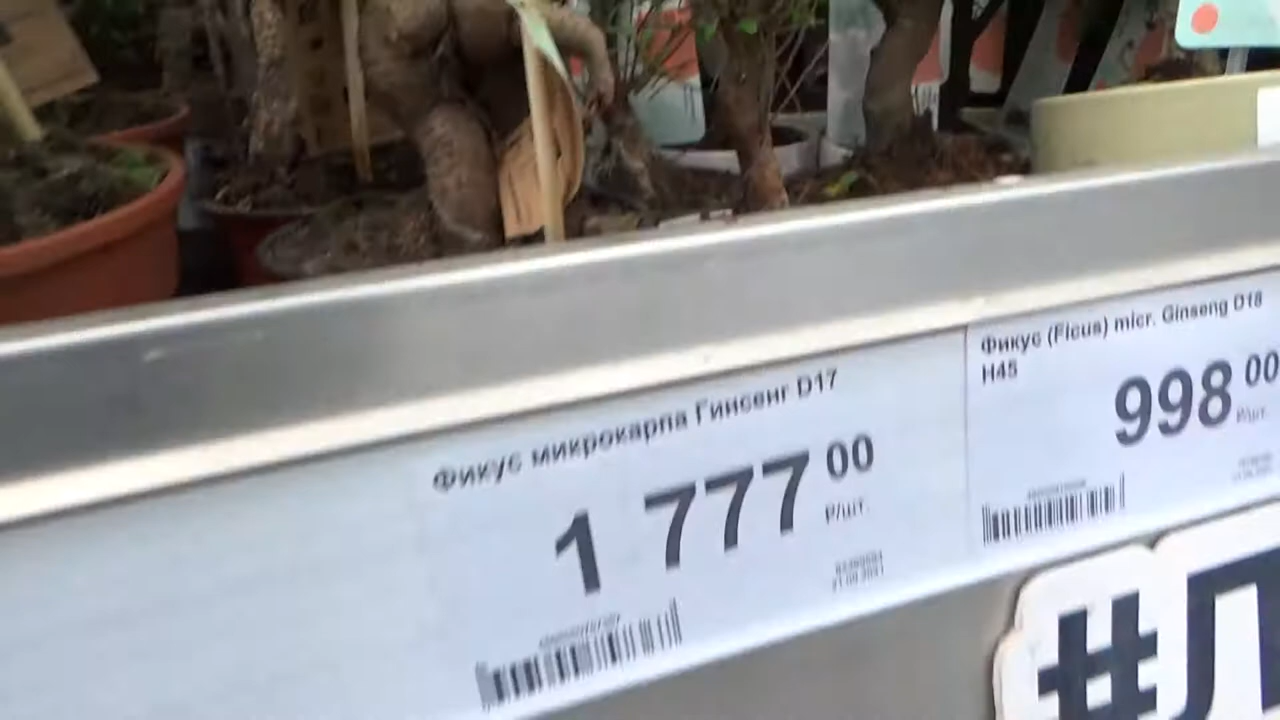 Фикус микрокарпа Гинсенг D17
1 777 00
Р/шт.
Фикус (Ficus) micr. Ginseng D18
H45
998 00
Р/шт.
#Л